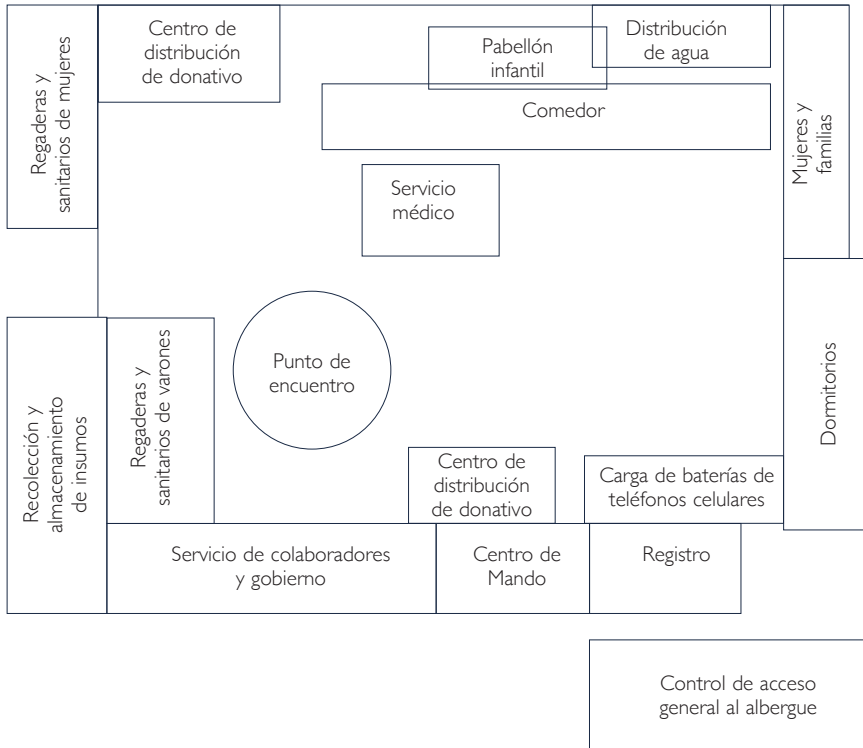 Regaderas y
sanitarios de mujeres
Centro de
distribución
de donativo
Pabellón
infantil
Distribución
de agua
Comedor
Mujeres y
familias
Servicio
médico
Punto de
encuentro
Recolección y
almacenamiento
de insumos
Regaderas y
sanitarios de varones
Dormitorios
Centro de
distribución
de donativo
Carga de baterías de
teléfonos celulares
Servicio de colaboradores
y gobierno
Centro de
Mando
Registro
Control de acceso
general al albergue